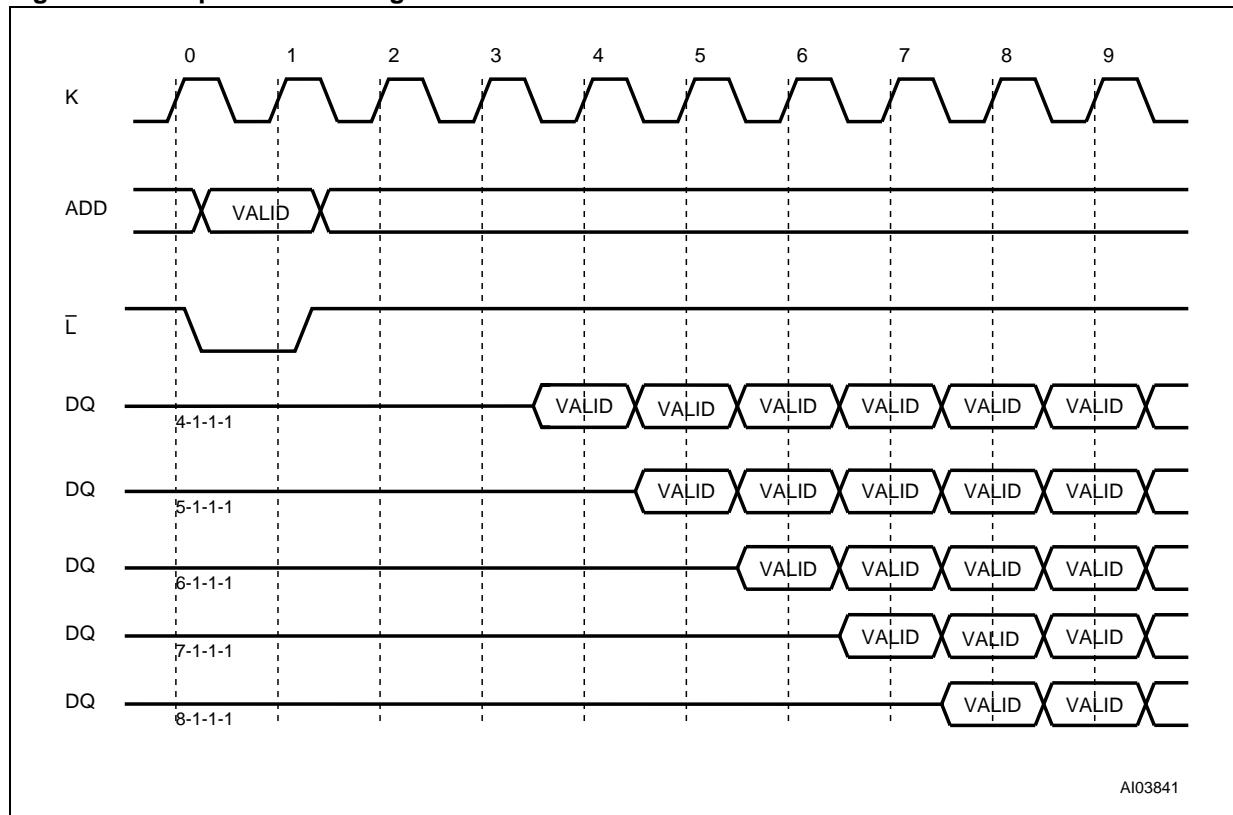 0 1 2 3 4 5 6 7 8 9
K
ADD VALID
L
DQ VALID VALID VALID VALID VALID VALID
4-1-1-1
DQ VALID VALID VALID VALID VALID
5-1-1-1
DQ VALID VALID VALID VALID
6-1-1-1
DQ VALID VALID VALID
7-1-1-1
DQ VALID VALID
8-1-1-1
AI03841